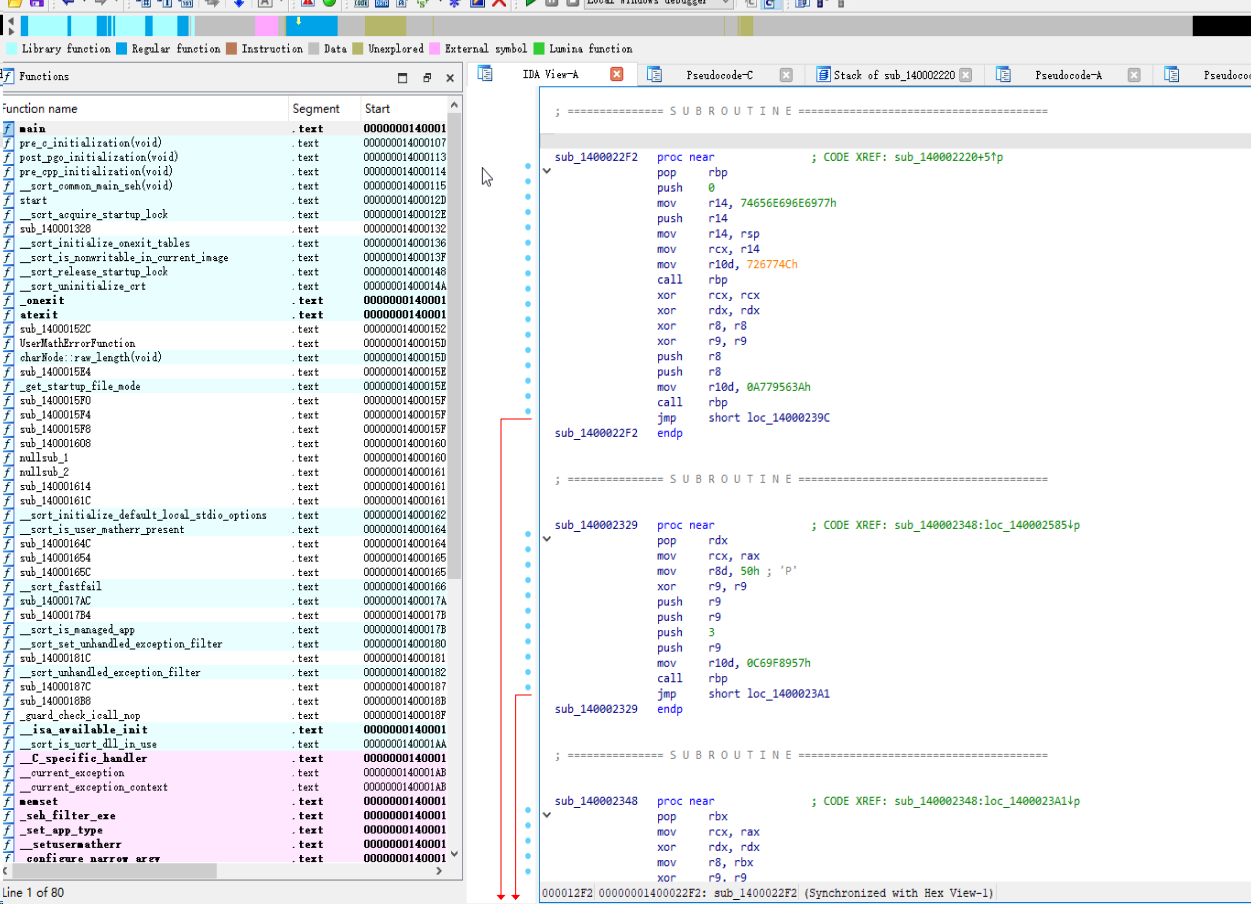 Local Windows debugger
Library function Regular function Instruction Data Unexplored External symbol Lumina function
Functions
IDA View-A Pseudocode-C Stack of sub_140002220 Pseudocode-A Pseudoco
Function name Segment Start
main .text 0000000140001
pre_c_initialization(void) .text 000000014000107
post_pgo_initialization(void) .text 000000014000113
pre_cpp_initialization(void) .text 000000014000114
__scrt_common_main_seh(void) .text 000000014000115
start .text 00000001400012D
__scrt_acquire_startup_lock .text 00000001400012E
sub_140001328 .text 000000014000132
__scrt_initialize_onexit_tables .text 000000014000136
__scrt_is_nonwritable_in_current_image .text 00000001400013F
__scrt_release_startup_lock .text 000000014000148
__scrt_uninitialize_crt .text 00000001400014A
_onexit .text 0000000140001
atexit .text 0000000140001
sub_14000152C .text 000000014000152
UserMathErrorFunction .text 00000001400015D
charNode::raw_length(void) .text 00000001400015D
sub_1400015E4 .text 00000001400015E
_get_startup_file_mode .text 00000001400015E
sub_1400015F0 .text 00000001400015F
sub_1400015F4 .text 00000001400015F
sub_1400015F8 .text 00000001400015F
sub_140001608 .text 000000014000160
nullsub_1 .text 000000014000160
nullsub_2 .text 000000014000161
sub_140001614 .text 000000014000161
sub_14000161C .text 000000014000161
__scrt_initialize_default_local_stdio_options .text 000000014000162
__scrt_is_user_matherr_present .text 000000014000164
sub_14000164C .text 000000014000164
sub_140001654 .text 000000014000165
sub_14000165C .text 000000014000165
__scrt_fastfail .text 000000014000166
sub_1400017AC .text 00000001400017A
sub_1400017B4 .text 00000001400017B
__scrt_is_managed_app .text 00000001400017B
__scrt_set_unhandled_exception_filter .text 000000014000180
sub_14000181C .text 000000014000181
__scrt_unhandled_exception_filter .text 000000014000182
sub_14000187C .text 000000014000187
sub_1400018B8 .text 00000001400018B
_guard_check_icall_nop .text 00000001400018F
__isa_available_init .text 0000000140001
__scrt_is_ucrt_dll_in_use .text 0000000140001AA
__C_specific_handler .text 0000000140001
__current_exception .text 0000000140001AB
__current_exception_context .text 0000000140001AB
memset .text 0000000140001
_seh_filter_exe .text 0000000140001
_set_app_type .text 0000000140001
__setusermatherr .text 0000000140001
_configure_narrow_argv .text 0000000140001
Line 1 of 80
; =============== S U B R O U T I N E =======================================
sub_1400022F2 proc near ; CODE XREF: sub_140002220+5↑p
pop rbp
push 0
mov r14, 74656E696E6977h
push r14
mov r14, rsp
mov rcx, r14
mov r10d, 726774Ch
call rbp
xor rcx, rcx
xor rdx, rdx
xor r8, r8
xor r9, r9
push r8
push r8
mov r10d, 0A779563Ah
call rbp
jmp short loc_14000239C
sub_1400022F2 endp
; =============== S U B R O U T I N E =======================================
sub_140002329 proc near ; CODE XREF: sub_140002348:loc_140002585↓p
pop rdx
mov rcx, rax
mov r8d, 50h ; 'P'
xor r9, r9
push r9
push r9
push 3
push r9
mov r10d, 0C69F8957h
call rbp
jmp short loc_1400023A1
sub_140002329 endp
; =============== S U B R O U T I N E =======================================
sub_140002348 proc near ; CODE XREF: sub_140002348:loc_1400023A1↓p
pop rbx
mov rcx, rax
xor rdx, rdx
mov r8, rbx
xor r9, r9
000012F2 00000001400022F2: sub_1400022F2 (Synchronized with Hex View-1)